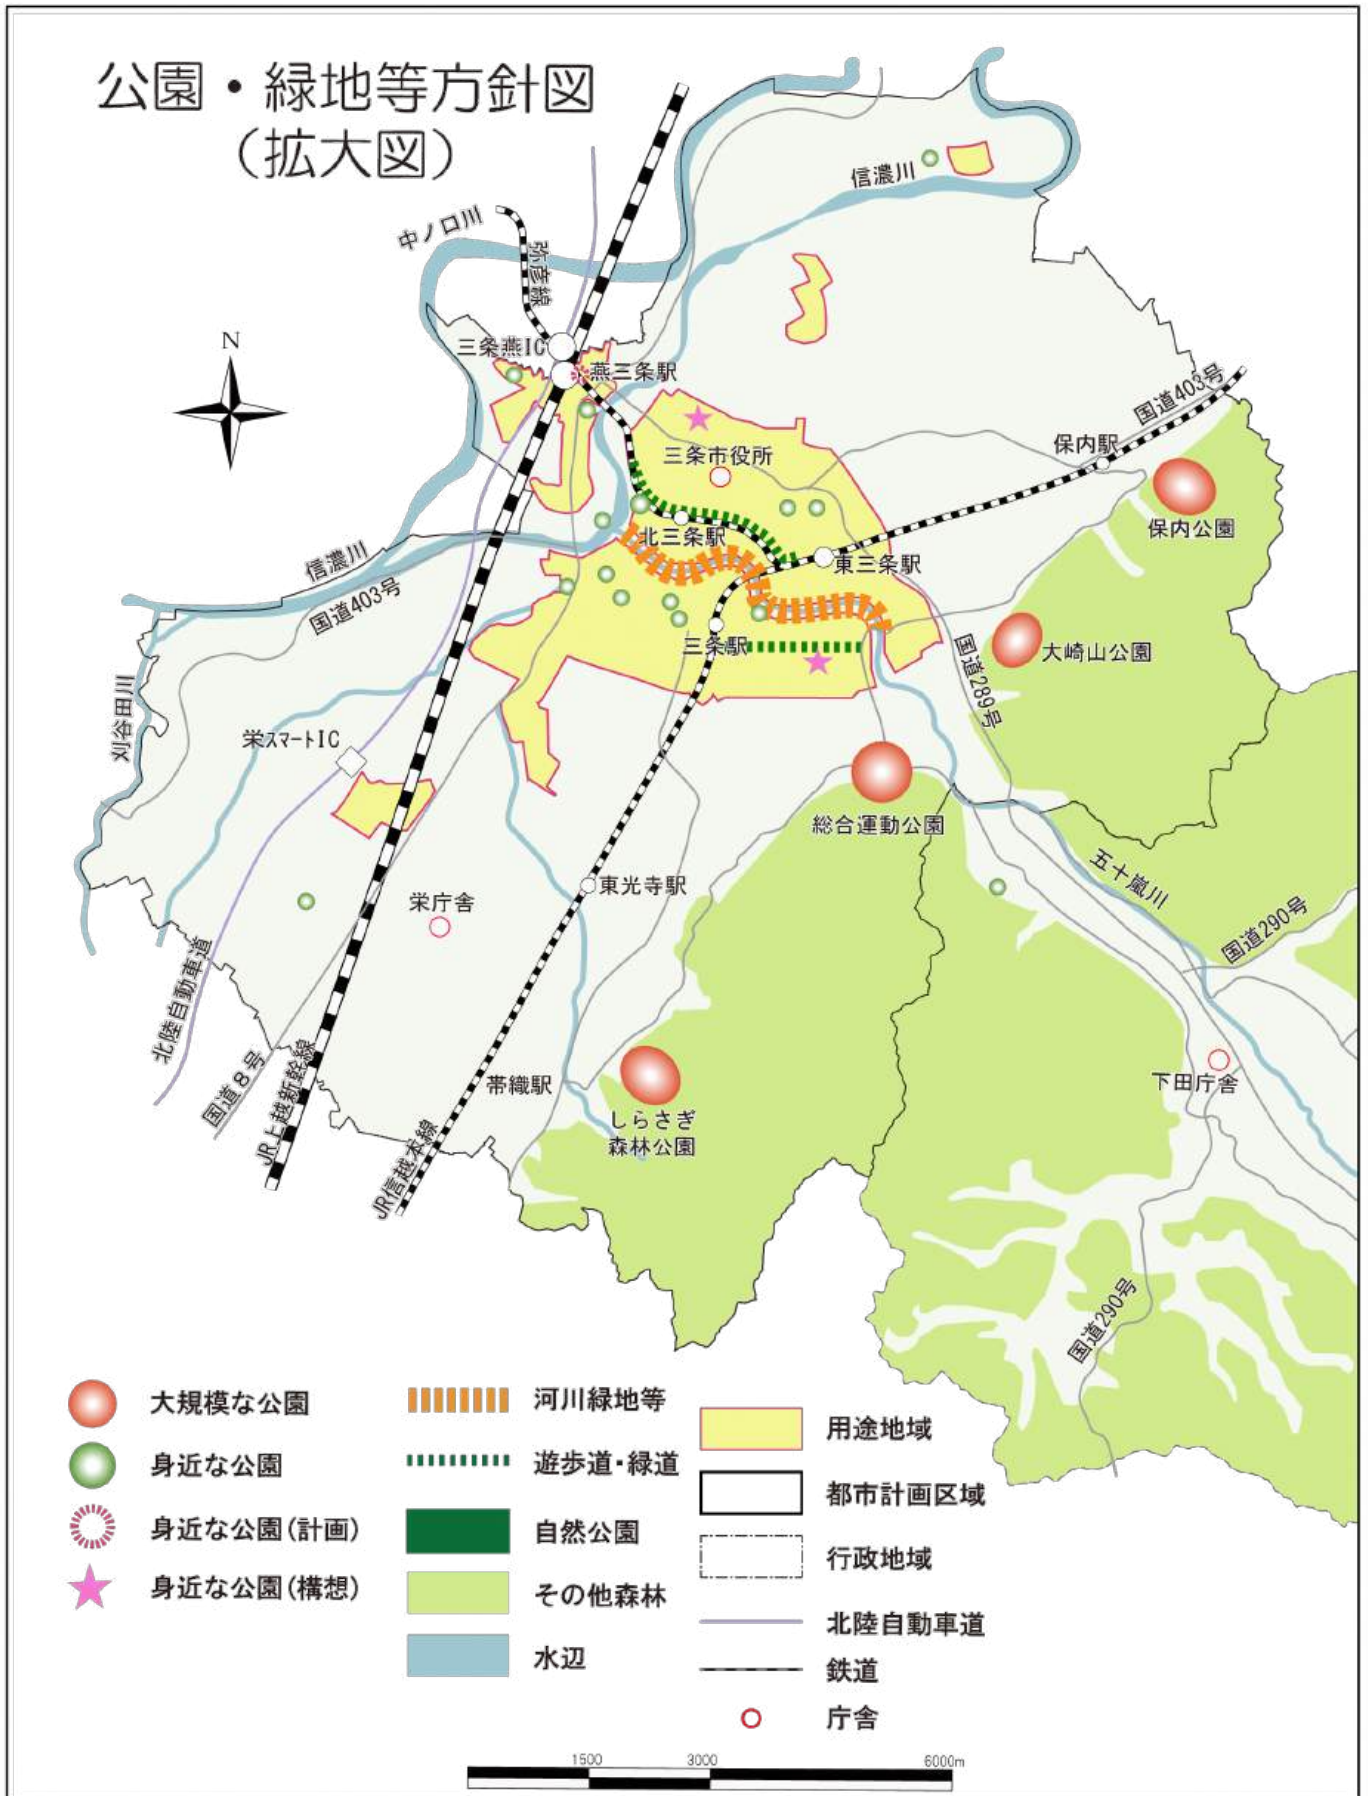 公園・緑地等方針図
（拡大図）
信濃川
中ノ口川
弥彦線
三条燕IC
燕三条駅
N
国道403号
保内駅
三条市役所
保内公園
北三条駅
東三条駅
信濃川
国道403号
三条駅
大崎山公園
国道289号
刈谷田川
栄スマートIC
総合運動公園
五十嵐川
東光寺駅
栄庁舎
国道290号
北陸自動車道
国道8号
JR上越新幹線
帯織駅
JR信越本線
しらさぎ
森林公園
下田庁舎
国道290号
大規模な公園
身近な公園
身近な公園(計画)
身近な公園(構想)
河川緑地等
遊歩道・緑道
自然公園
その他森林
水辺
用途地域
都市計画区域
行政地域
北陸自動車道
鉄道
庁舎
1500 3000 6000m